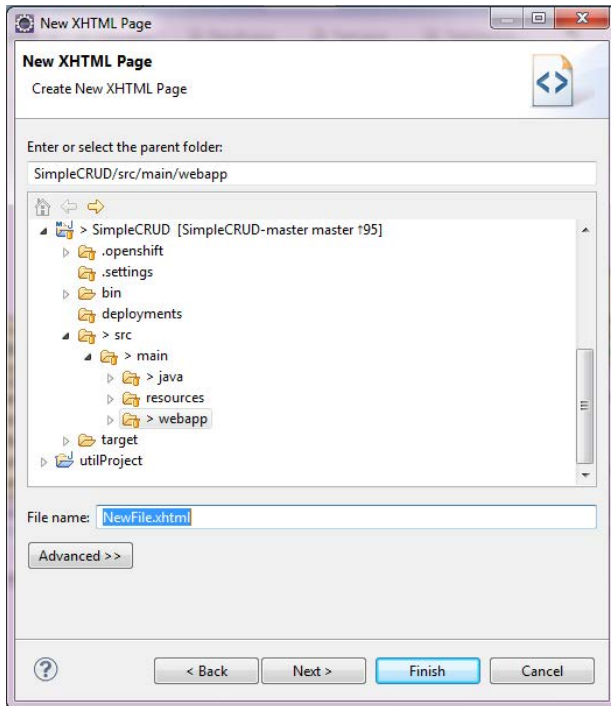 New XHTML Page
New XHTML Page
Create New XHTML Page
Enter or select the parent folder:
SimpleCRUD/src/main/webapp
> SimpleCRUD [SimpleCRUD-master master ↑95]
.openshift
.settings
bin
deployments
> src
> main
> java
resources
> webapp
target
utilProject
File name: NewFile.xhtml
Advanced >>
? < Back Next > Finish Cancel